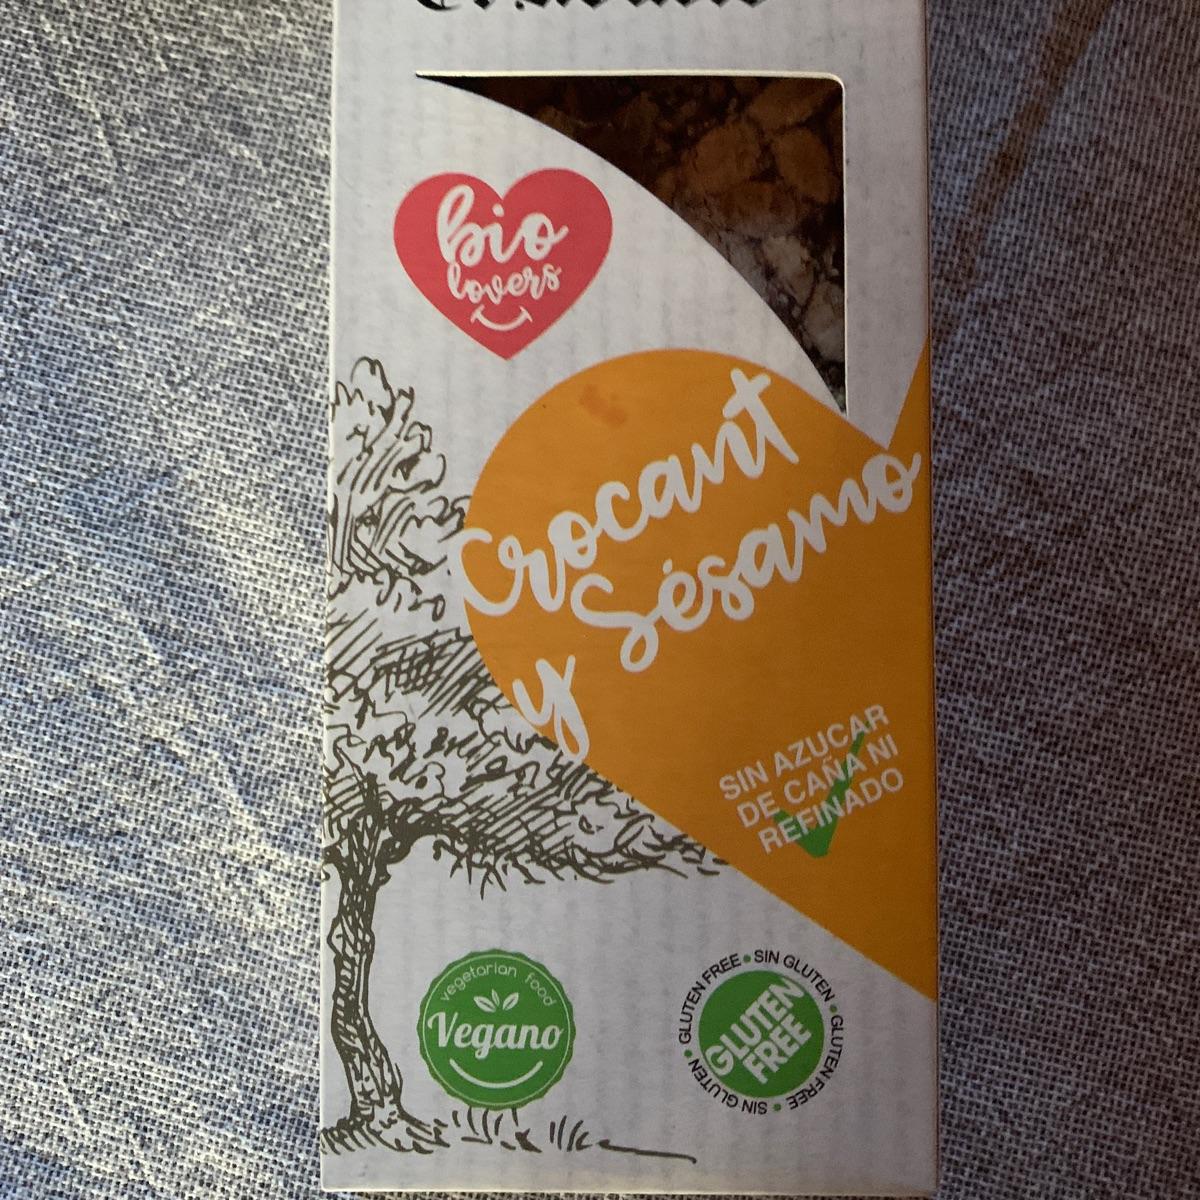 bio
lovers
Crocant
y Sésamo
SIN AZUCAR
DE CAÑA NI
REFINADO
vegetarian food
Vegano
GLUTEN FREE • SIN GLUTEN • GLUTEN FREE • SIN GLUTEN •
GLUTEN
FREE